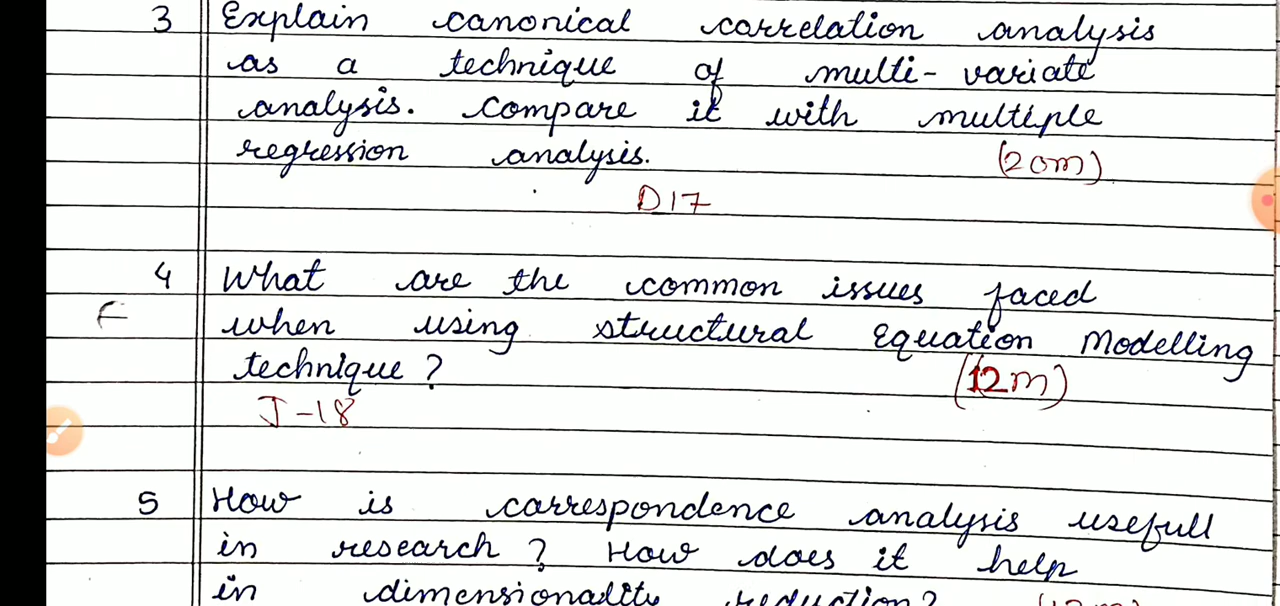 3 Explain canonical correlation analysis
as a technique of multi-variate
analysis. Compare it with multiple
regression analysis. (20m)
D17
4 What are the common issues faced
F when using structural Equation Modelling
technique? (12m)
J-18
5 How is correspondence analysis usefull
in research? How does it help
in dimensionality reduction?